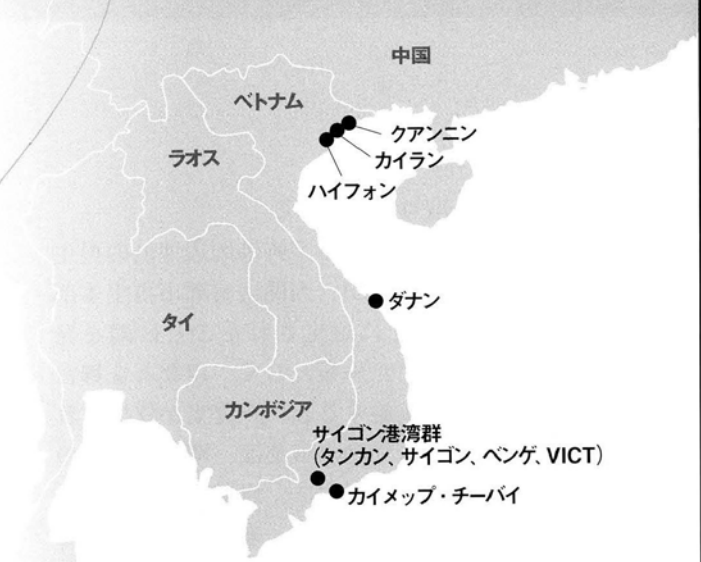 中国
ベトナム
クアンニン
カイラン
ラオス
ハイフォン
ダナン
タイ
カンボジア
サイゴン港湾群
(タンカン、サイゴン、ベンゲ、VICT)
カイメップ・チーバイ